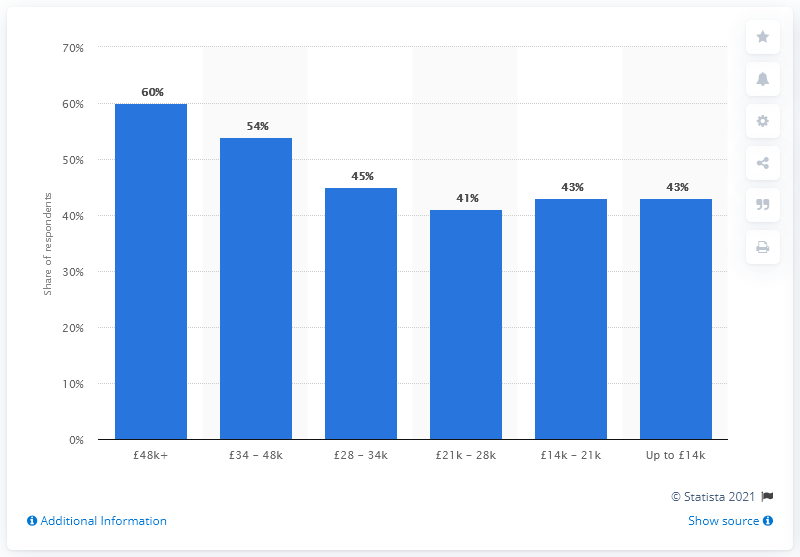 70%
60%
50%
40%
30%
20%
10%
0%
Share of respondents
60%
54%
45%
41%
43%
43%
£48k+
£34 – 48k
£28 – 34k
£21k – 28k
£14k – 21k
Up to £14k
© Statista 2021
Additional Information
Show source